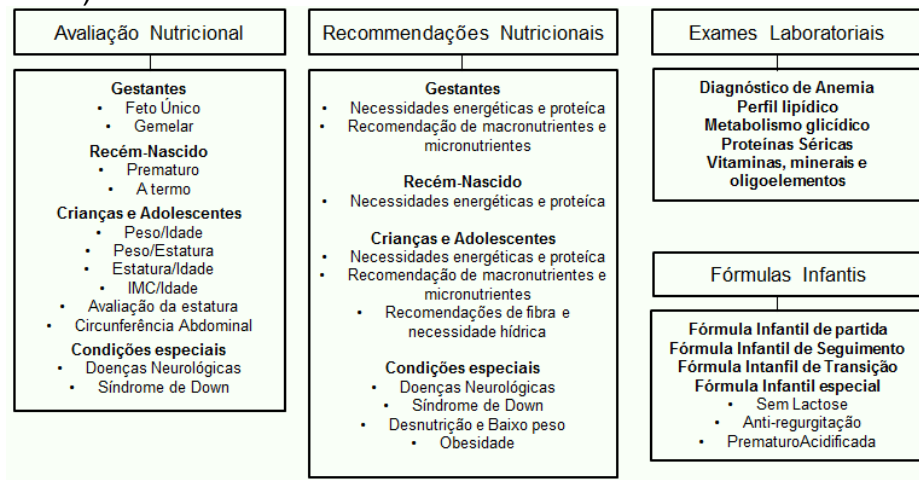 )
Avaliação Nutricional
Gestantes
• Feto Único
• Gemelar
Recém-Nascido
• Prematuro
• A termo
Crianças e Adolescentes
• Peso/Idade
• Peso/Estatura
• Estatura/Idade
• IMC/Idade
• Avaliação da estatura
• Circunferência Abdominal
Condições especiais
• Doenças Neurológicas
• Síndrome de Down
Recommendações Nutricionais
Gestantes
• Necessidades energéticas e proteíca
• Recomendação de macronutrientes e
micronutrientes
Recém-Nascido
• Necessidades energéticas e proteíca
Crianças e Adolescentes
• Necessidades energéticas e proteíca
• Recomendação de macronutrientes e
micronutrientes
• Recomendações de fibra e
necessidade hídrica
Condições especiais
• Doenças Neurológicas
• Síndrome de Down
• Desnutrição e Baixo peso
• Obesidade
Exames Laboratoriais
Diagnóstico de Anemia
Perfil lipídico
Metabolismo glicídico
Proteínas Séricas
Vitaminas, minerais e
oligoelementos
Fórmulas Infantis
Fórmula Infantil de partida
Fórmula Infantil de Seguimento
Fórmula Intanfil de Transição
Fórmula Infantil especial
• Sem Lactose
• Anti-regurgitação
• PrematuroAcidificada